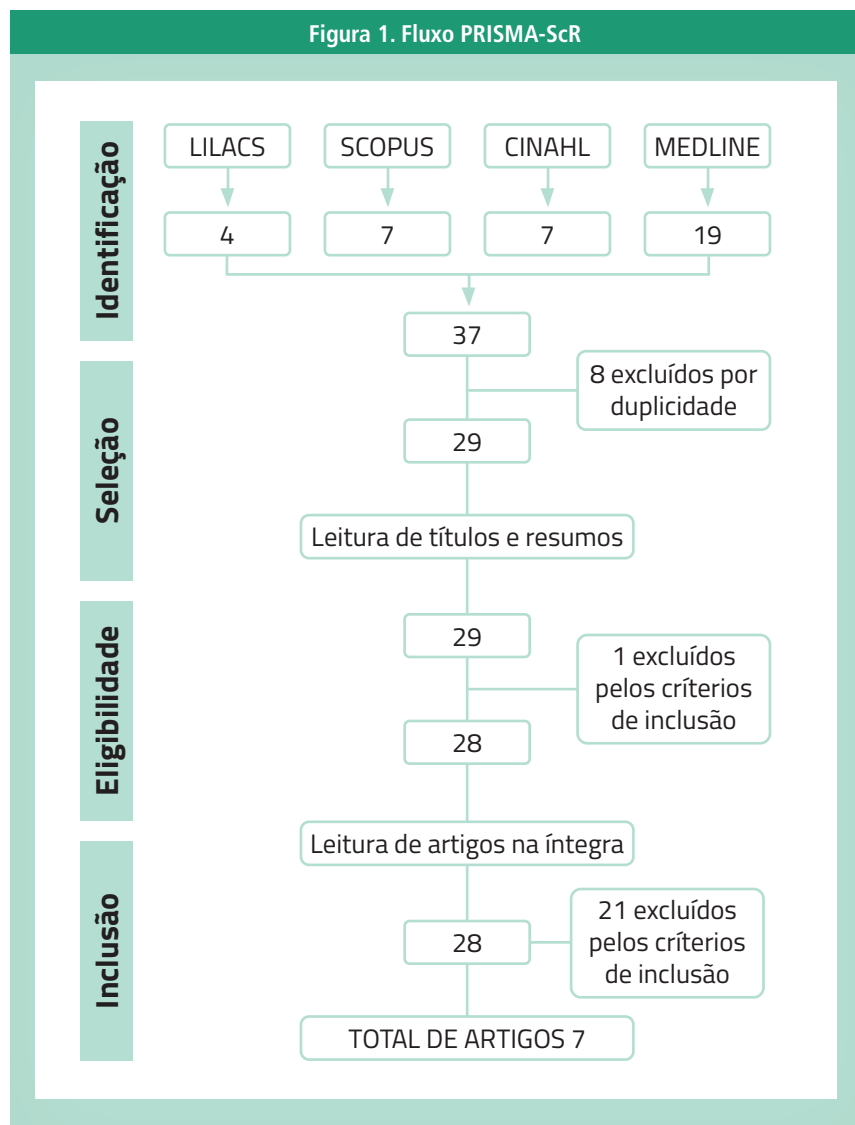 Figura 1. Fluxo PRISMA-ScR
Identificação
LILACS
SCOPUS
CINAHL
MEDLINE
4
7
7
19
37
8 excluídos por
duplicidade
Seleção
29
Leitura de títulos e resumos
Eligibilidade
29
1 excluídos
pelos críterios
de inclusão
28
Leitura de artigos na íntegra
Inclusão
28
21 excluídos
pelos críterios
de inclusão
TOTAL DE ARTIGOS 7